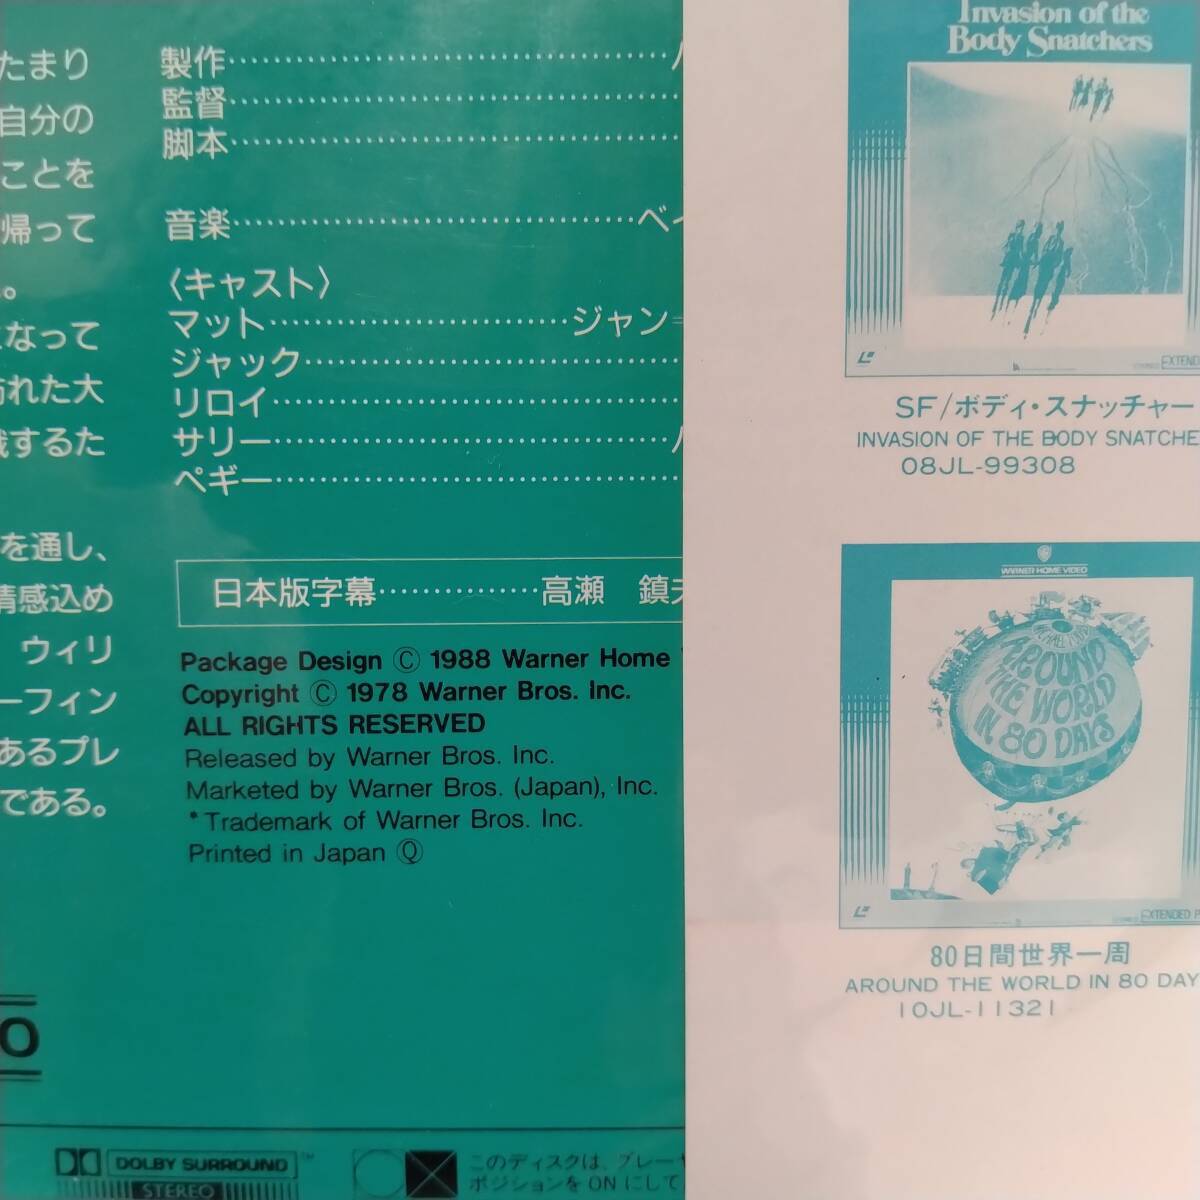 たまり
自分の
ことを
帰って
。
なって
れた大
するた
を通し、
情感込め
ウィリ
ーフィン
あるプレ
である。
製作
監督
脚本
音楽
〈キャスト〉
マット ジャン
ジャック
リロイ
サリー
ペギー
日本版字幕 高瀬 鎮
Package Design Ⓒ 1988 Warner Home
Copyright Ⓒ 1978 Warner Bros. Inc.
ALL RIGHTS RESERVED
Released by Warner Bros. Inc.
Marketed by Warner Bros. (Japan), Inc.
*Trademark of Warner Bros. Inc.
Printed in Japan Ⓠ
O
DOLBY SURROUND™
STEREO
このディスクは、プレーヤ
ポジションをONにして
Invasion of the
Body Snatchers
EXTEND
SF/ボディ・スナッチャー
INVASION OF THE BODY SNATCHE
08JL-99308
WARNER HOME VIDEO
AROUND
THE WORLD
IN 80 DAYS
EXTENDED P
80日間世界一周
AROUND THE WORLD IN 80 DAY
10JL-11321